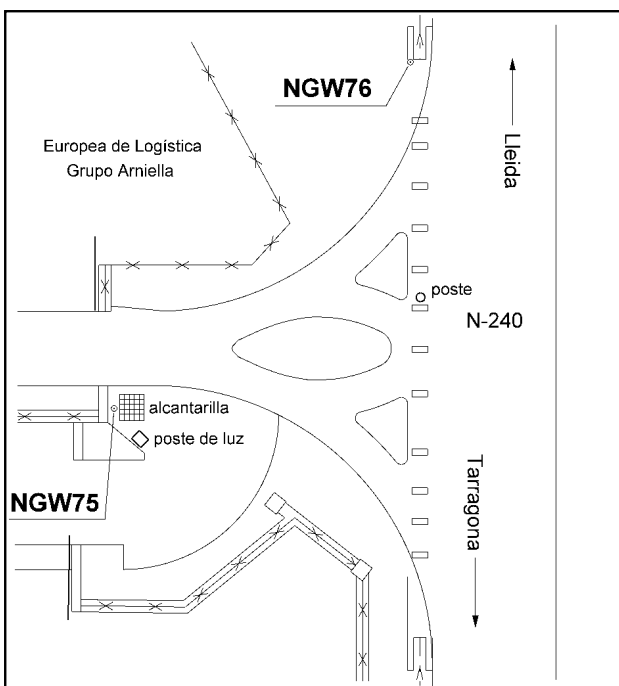 NGW76
Europea de Logística
Grupo Arniella
Lleida
poste
N-240
alcantarilla
poste de luz
NGW75
Tarragona